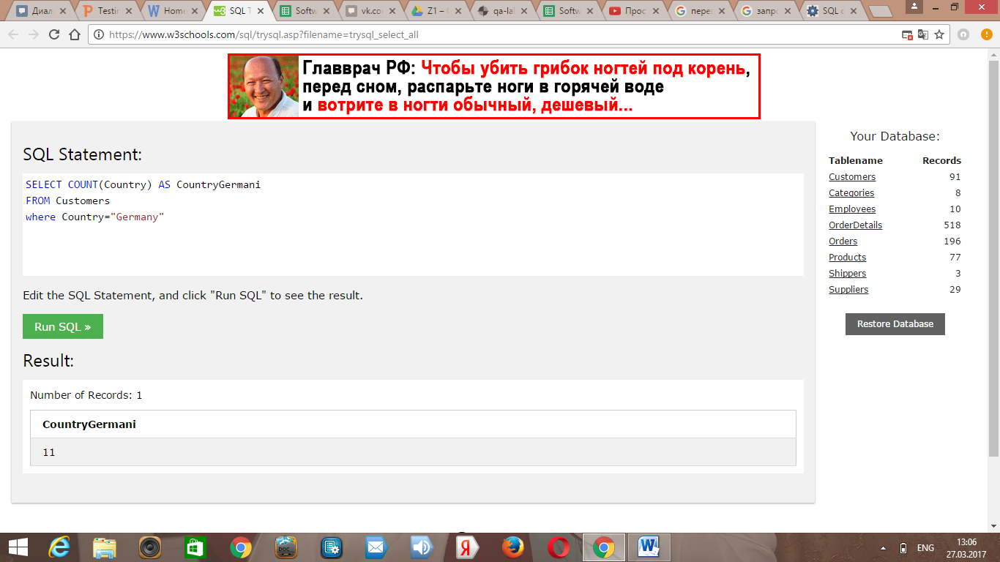 Диал
Testin
Home
SQL T
Softw
vk.co
Z1 –
qa-la
Softw
Прос
перев
запро
SQL c
https://www.w3schools.com/sql/trysql.asp?filename=trysql_select_all
Главврач РФ: Чтобы убить грибок ногтей под корень,
перед сном, распарьте ноги в горячей воде
и вотрите в ногти обычный, дешевый...
SQL Statement:
SELECT COUNT(Country) AS CountryGermani
FROM Customers
where Country="Germany"
Edit the SQL Statement, and click "Run SQL" to see the result.
Run SQL »
Result:
Number of Records: 1
CountryGermani
11
Your Database:
Tablename Records
Customers 91
Categories 8
Employees 10
OrderDetails 518
Orders 196
Products 77
Shippers 3
Suppliers 29
Restore Database
ENG
13:06
27.03.2017